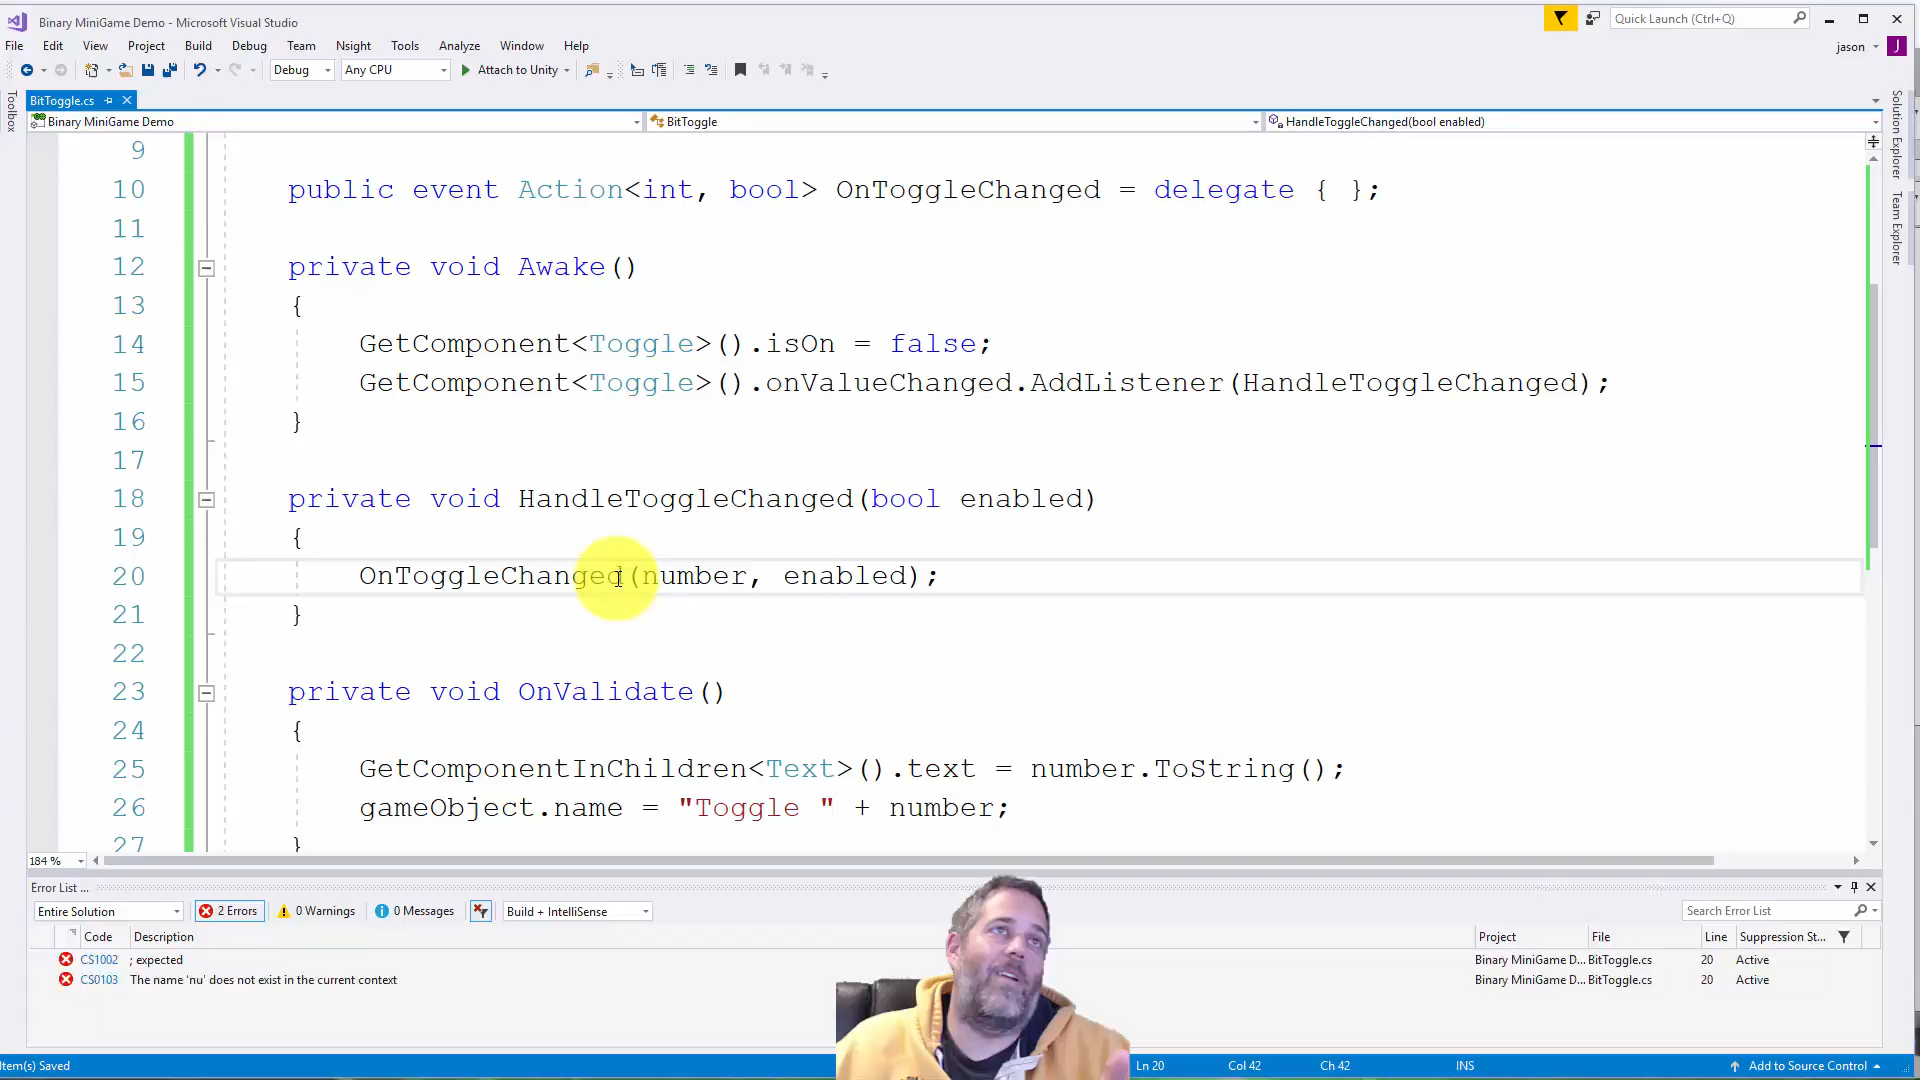 Binary MiniGame Demo - Microsoft Visual Studio
Quick Launch (Ctrl+Q)
File Edit View Project Build Debug Team Nsight Tools Analyze Window Help
jason J
Debug Any CPU Attach to Unity
Toolbox
BitToggle.cs
Solution Explorer
Team Explorer
Binary MiniGame Demo BitToggle HandleToggleChanged(bool enabled)
9
10 public event Action<int, bool> OnToggleChanged = delegate { };
11
12 private void Awake()
13 {
14 GetComponent<Toggle>().isOn = false;
15 GetComponent<Toggle>().onValueChanged.AddListener(HandleToggleChanged);
16 }
17
18 private void HandleToggleChanged(bool enabled)
19 {
20 OnToggleChanged(number, enabled);
21 }
22
23 private void OnValidate()
24 {
25 GetComponentInChildren<Text>().text = number.ToString();
26 gameObject.name = "Toggle " + number;
27 }
184 %
Error List ...
Entire Solution 2 Errors 0 Warnings 0 Messages Build + IntelliSense Search Error List
Code Description Project File Line Suppression St...
CS1002 ; expected Binary MiniGame D... BitToggle.cs 20 Active
CS0103 The name 'nu' does not exist in the current context Binary MiniGame D... BitToggle.cs 20 Active
Item(s) Saved Ln 20 Col 42 Ch 42 INS Add to Source Control